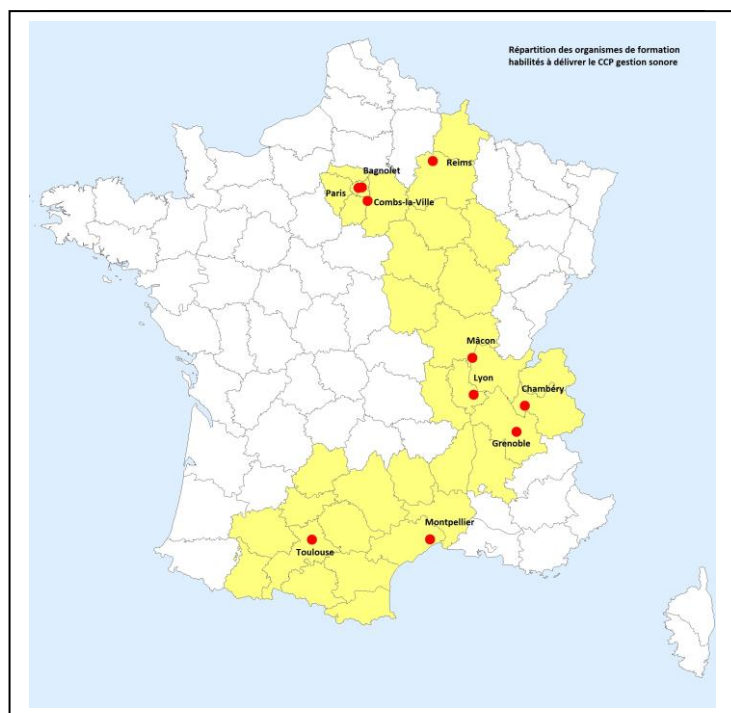 Répartition des organismes de formation
habilités à délivrer le CCP gestion sonore
Reims
Bagnolet
Paris
Combs-la-Ville
Mâcon
Lyon
Chambéry
Grenoble
Montpellier
Toulouse